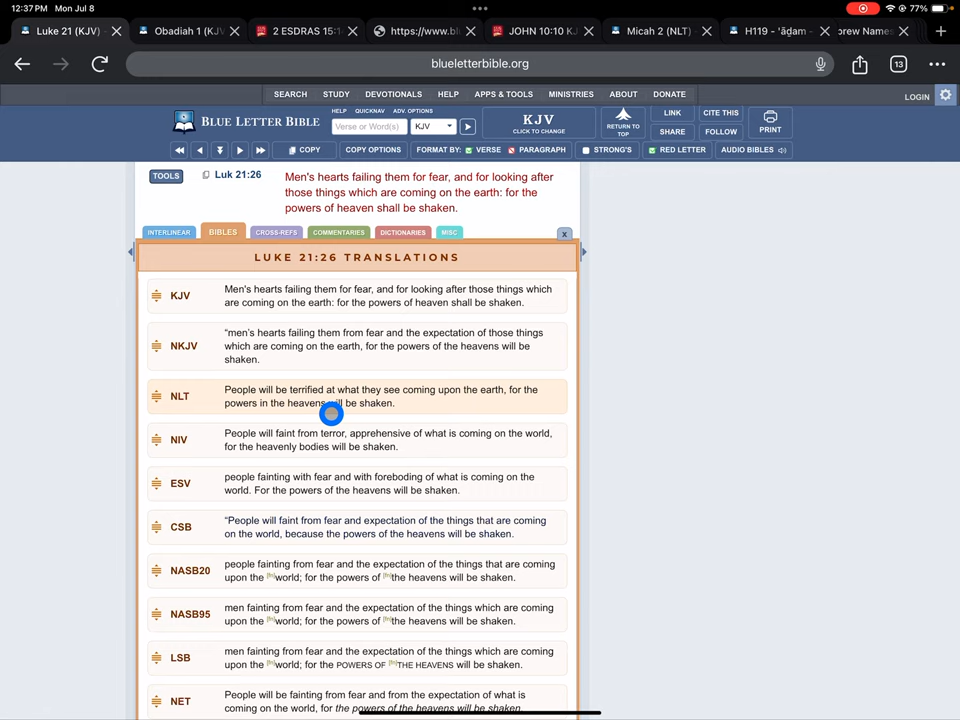 12:37 PM Mon Jul 8
77%
Luke 21 (KJV)
Obadiah 1 (KJV
2 ESDRAS 15:1
https://www.bl
JOHN 10:10 KJ
Micah 2 (NLT)
H119 - 'āḏam -
brew Names
blueletterbible.org
13
SEARCH STUDY DEVOTIONALS HELP APPS & TOOLS MINISTRIES ABOUT DONATE
LOGIN
BLUE LETTER BIBLE
HELP QUICKNAV ADV. OPTIONS
Verse or Word(s)
KJV
KJV
CLICK TO CHANGE
RETURN TO
TOP
LINK
CITE THIS
SHARE
FOLLOW
PRINT
COPY
COPY OPTIONS
FORMAT BY: VERSE PARAGRAPH
STRONG'S
RED LETTER
AUDIO BIBLES
TOOLS
Luk 21:26
Men's hearts failing them for fear, and for looking after
those things which are coming on the earth: for the
powers of heaven shall be shaken.
INTERLINEAR BIBLES CROSS-REFS COMMENTARIES DICTIONARIES MISC
x
LUKE 21:26 TRANSLATIONS
KJV
Men's hearts failing them for fear, and for looking after those things which
are coming on the earth: for the powers of heaven shall be shaken.
NKJV
“men’s hearts failing them from fear and the expectation of those things
which are coming on the earth, for the powers of the heavens will be
shaken.
NLT
People will be terrified at what they see coming upon the earth, for the
powers in the heavens will be shaken.
NIV
People will faint from terror, apprehensive of what is coming on the world,
for the heavenly bodies will be shaken.
ESV
people fainting with fear and with foreboding of what is coming on the
world. For the powers of the heavens will be shaken.
CSB
“People will faint from fear and expectation of the things that are coming
on the world, because the powers of the heavens will be shaken.
NASB20
people fainting from fear and the expectation of the things that are coming
upon the [fn]world; for the powers of [fn]the heavens will be shaken.
NASB95
men fainting from fear and the expectation of the things which are coming
upon the [fn]world; for the powers of [fn]the heavens will be shaken.
LSB
men fainting from fear and the expectation of the things which are coming
upon the [fn]world; for the POWERS OF [fn]THE HEAVENS will be shaken.
NET
People will be fainting from fear and from the expectation of what is
coming on the world, for the powers of the heavens will be shaken.